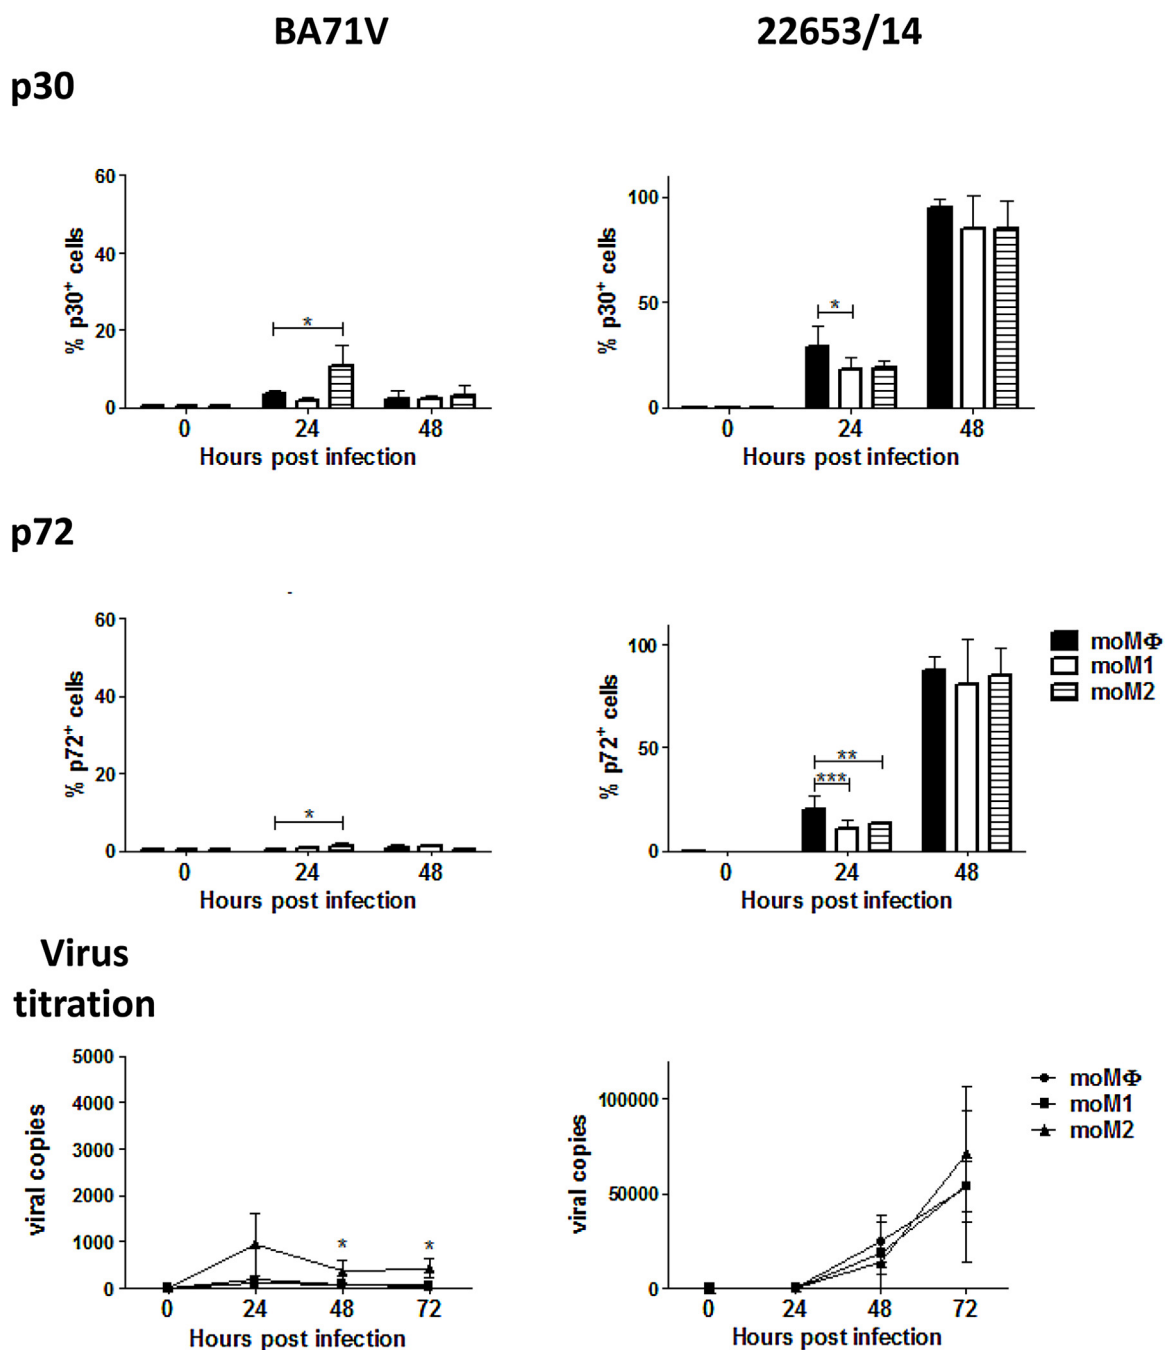 BA71V
22653/14
p30
60
40
20
0
% p30⁺ cells
*
0
24
48
Hours post infection
100
50
0
% p30⁺ cells
*
0
24
48
Hours post infection
p72
60
40
20
0
% p72⁺ cells
*
0
24
48
Hours post infection
100
50
0
% p72⁺ cells
**
***
0
24
48
Hours post infection
moMΦ
moM1
moM2
Virus
titration
5000
4000
3000
2000
1000
0
viral copies
*
*
0
24
48
72
Hours post infection
100000
50000
0
viral copies
0
24
48
72
Hours post infection
moMΦ
moM1
moM2